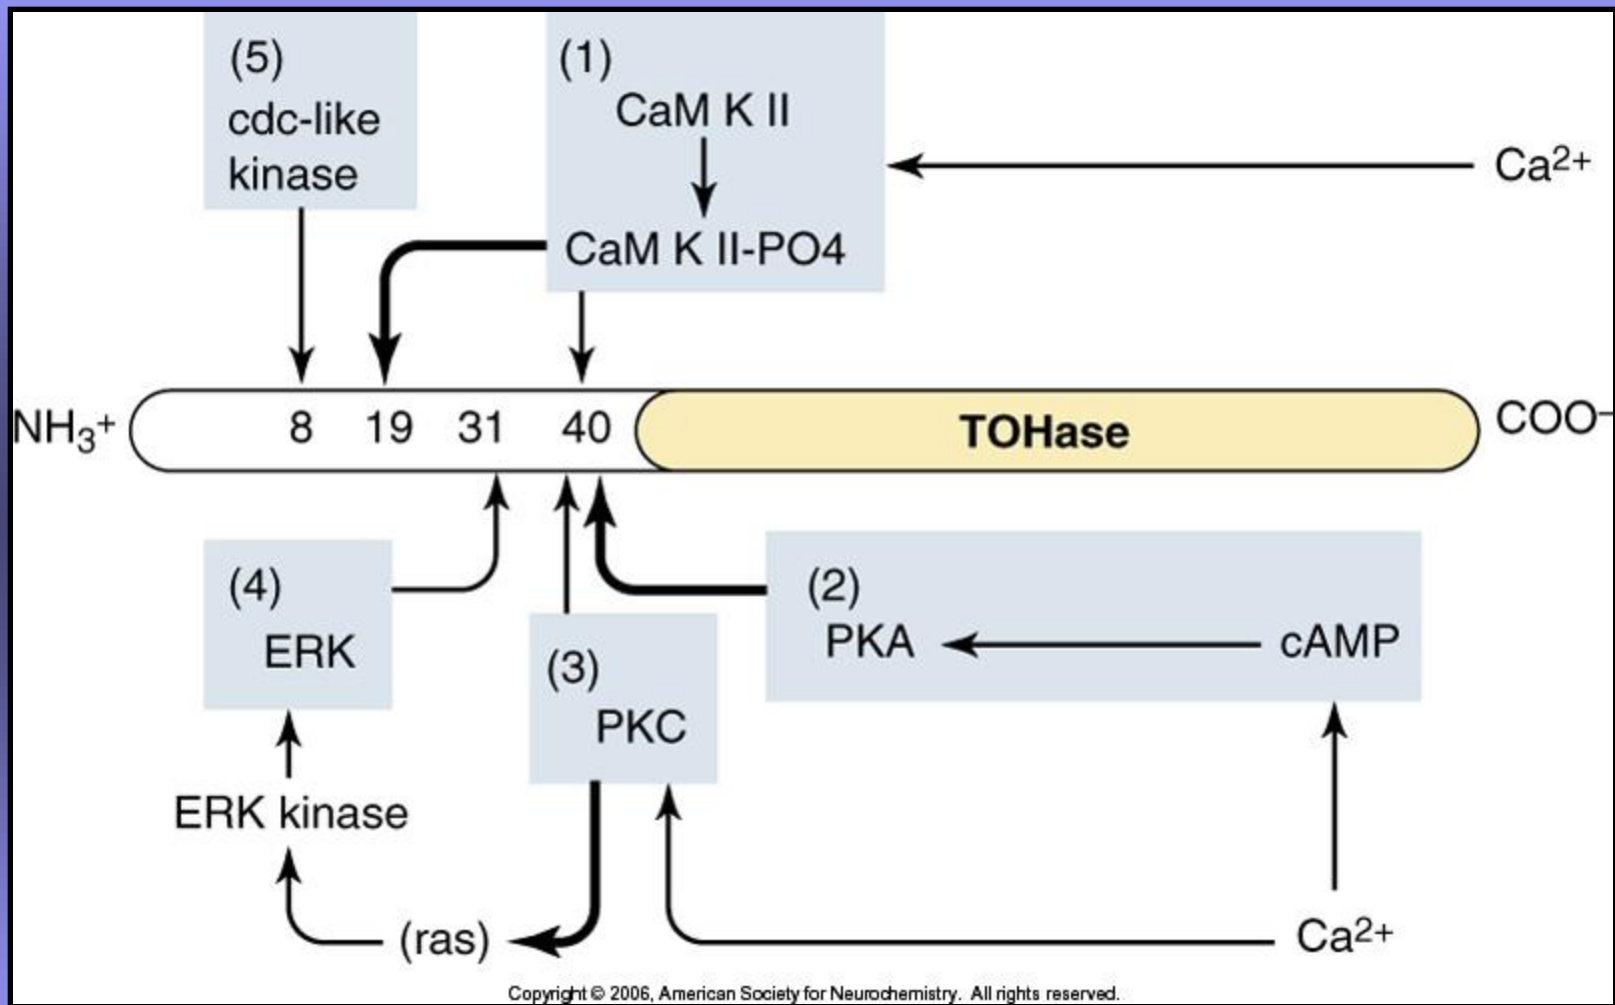 (5)
cdc-like
kinase
(1)
CaM K II
CaM K II-PO4
Ca²⁺
NH₃⁺
8 19 31 40
TOHase
COO⁻
(4)
ERK
(3)
PKC
(2)
PKA
cAMP
ERK kinase
(ras)
Ca²⁺
Copyright © 2006, American Society for Neurochemistry. All rights reserved.